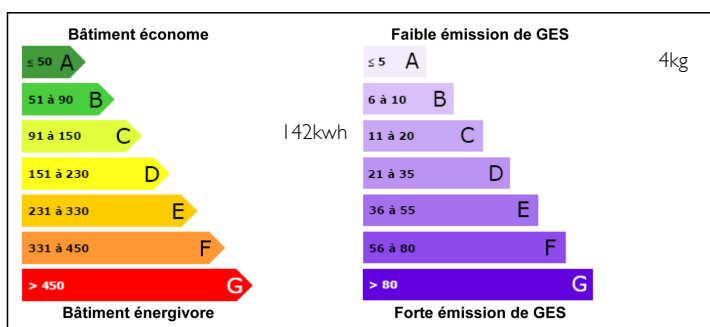 Bâtiment économe
≤ 50 A
51 à 90 B
91 à 150 C
142kwh
151 à 230 D
231 à 330 E
331 à 450 F
> 450 G
Bâtiment énergivore
Faible émission de GES
≤ 5 A
4kg
6 à 10 B
11 à 20 C
21 à 35 D
36 à 55 E
56 à 80 F
> 80 G
Forte émission de GES